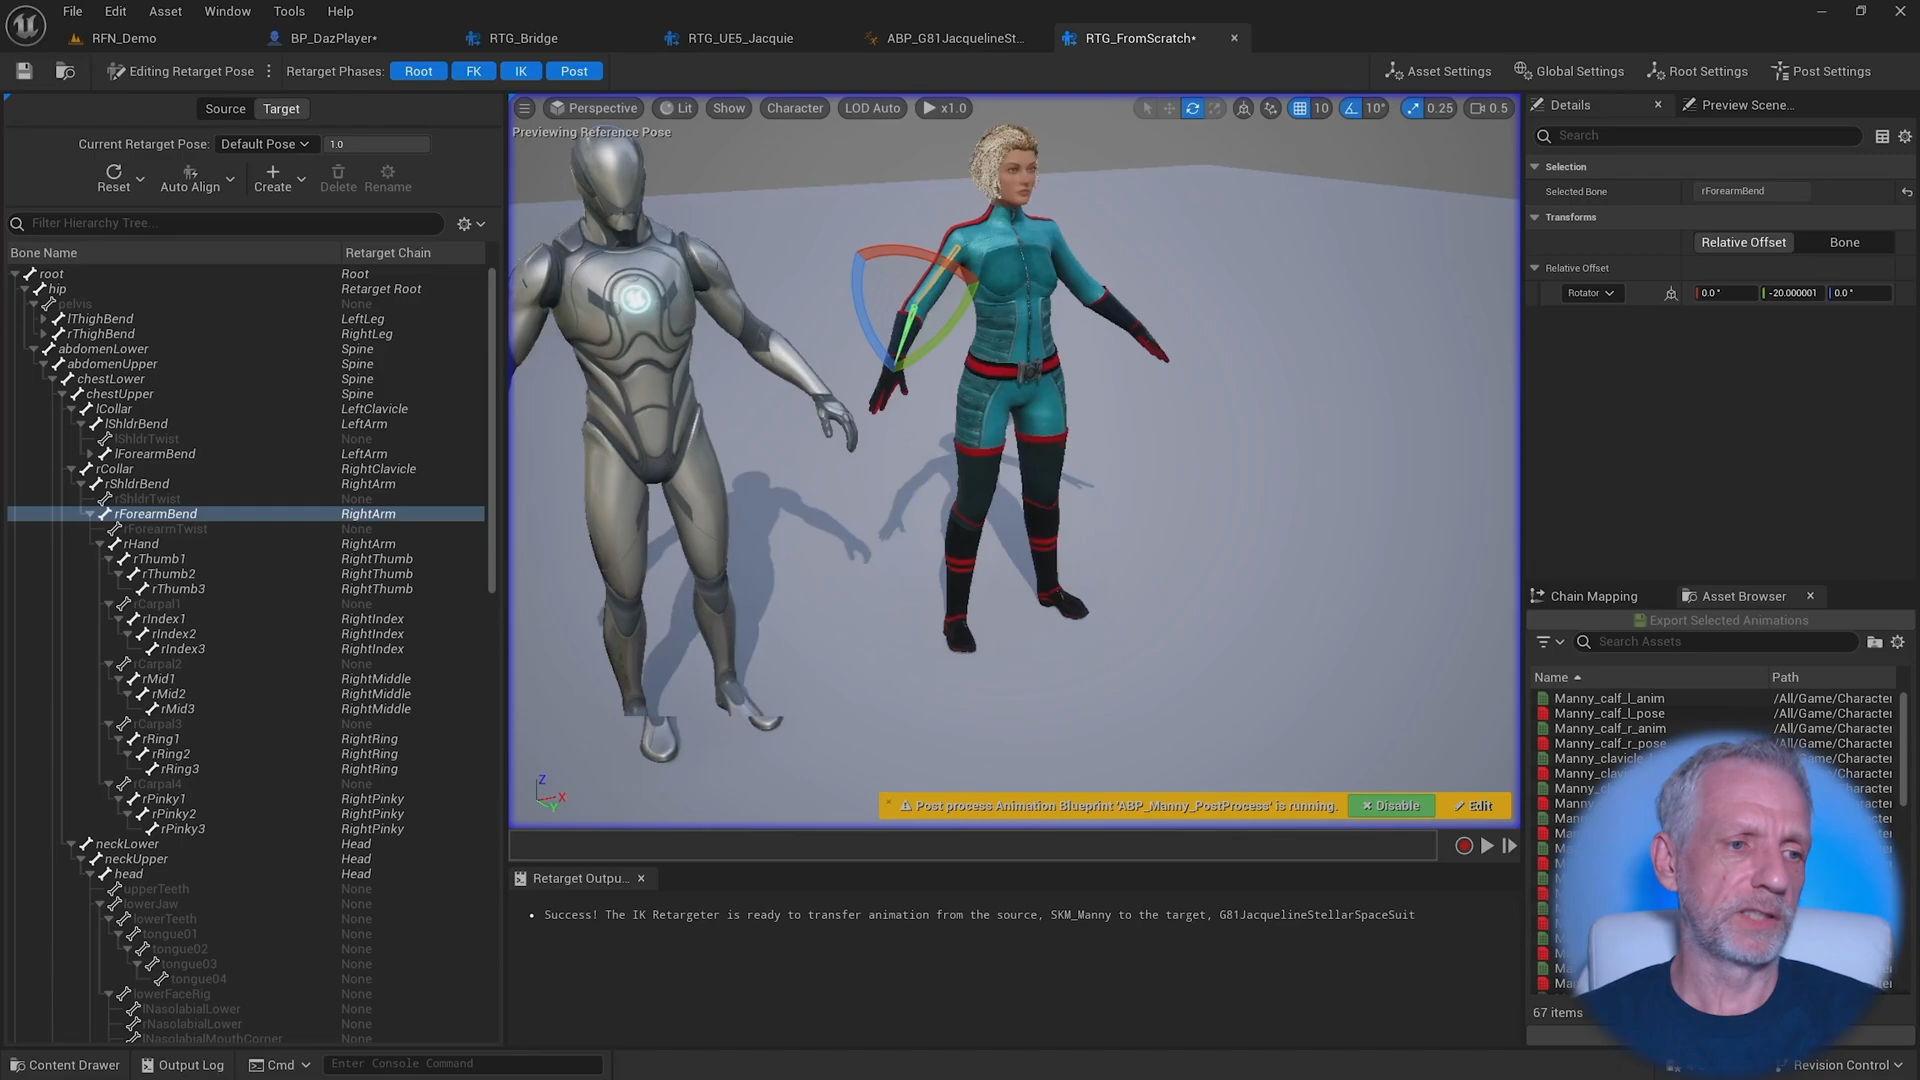 File Edit Asset Window Tools Help
RFN_Demo BP_DazPlayer* RTG_Bridge RTG_UE5_Jacquie ABP_G81JacquelineSt... RTG_FromScratch*
Editing Retarget Pose Retarget Phases: Root FK IK Post Asset Settings Global Settings Root Settings Post Settings
Source Target
Current Retarget Pose: Default Pose 1.0
Reset Auto Align Create Delete Rename
Filter Hierarchy Tree...
Bone Name Retarget Chain
root Root
hip Retarget Root
pelvis None
lThighBend LeftLeg
rThighBend RightLeg
abdomenLower Spine
abdomenUpper Spine
chestLower Spine
chestUpper Spine
lCollar LeftClavicle
lShldrBend LeftArm
lShldrTwist None
lForearmBend LeftArm
rCollar RightClavicle
rShldrBend RightArm
rShldrTwist None
rForearmBend RightArm
rForearmTwist None
rHand RightArm
rThumb1 RightThumb
rThumb2 RightThumb
rThumb3 RightThumb
rCarpal1 None
rIndex1 RightIndex
rIndex2 RightIndex
rIndex3 RightIndex
rCarpal2 None
rMid1 RightMiddle
rMid2 RightMiddle
rMid3 RightMiddle
rCarpal3 None
rRing1 RightRing
rRing2 RightRing
rRing3 RightRing
rCarpal4 None
rPinky1 RightPinky
rPinky2 RightPinky
rPinky3 RightPinky
neckLower Head
neckUpper Head
head Head
upperTeeth None
lowerJaw None
lowerTeeth None
tongue01 None
tongue02 None
tongue03 None
tongue04 None
lowerFaceRig None
lNasolabialLower None
rNasolabialLower None
lNasolabialMouthCorner None
Perspective Lit Show Character LOD Auto x1.0 10 10° 0.25 0.5
Previewing Reference Pose
Z
X
Y
Post process Animation Blueprint 'ABP_Manny_PostProcess' is running. Disable Edit
Retarget Outpu...
• Success! The IK Retargeter is ready to transfer animation from the source, SKM_Manny to the target, G81JacquelineStellarSpaceSuit
Details Preview Scene...
Search
Selection
Selected Bone rForearmBend
Transforms
Relative Offset Bone
Relative Offset
Rotator 0.0 ° -20.000001 0.0 °
Chain Mapping Asset Browser
Export Selected Animations
Search Assets
Name Path
Manny_calf_l_anim /All/Game/Character
Manny_calf_l_pose /All/Game/Character
Manny_calf_r_anim /All/Game/Character
Manny_calf_r_pose /All/Game/Character
67 items
Content Drawer Output Log Cmd Enter Console Command Revision Control